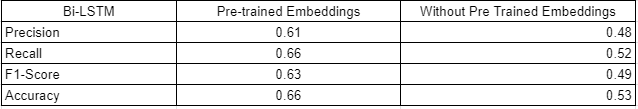 Bi-LSTM Pre-trained Embeddings Without Pre Trained Embeddings
Precision 0.61 0.48
Recall 0.66 0.52
F1-Score 0.63 0.49
Accuracy 0.66 0.53